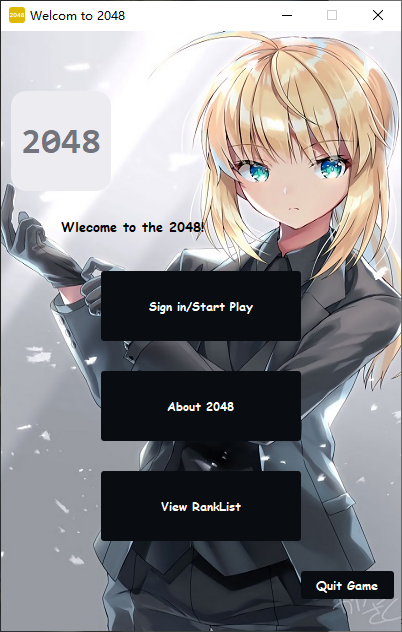 2048
Welcom to 2048
2048
Wlecome to the 2048!
Sign in/Start Play
About 2048
View RankList
Quit Game